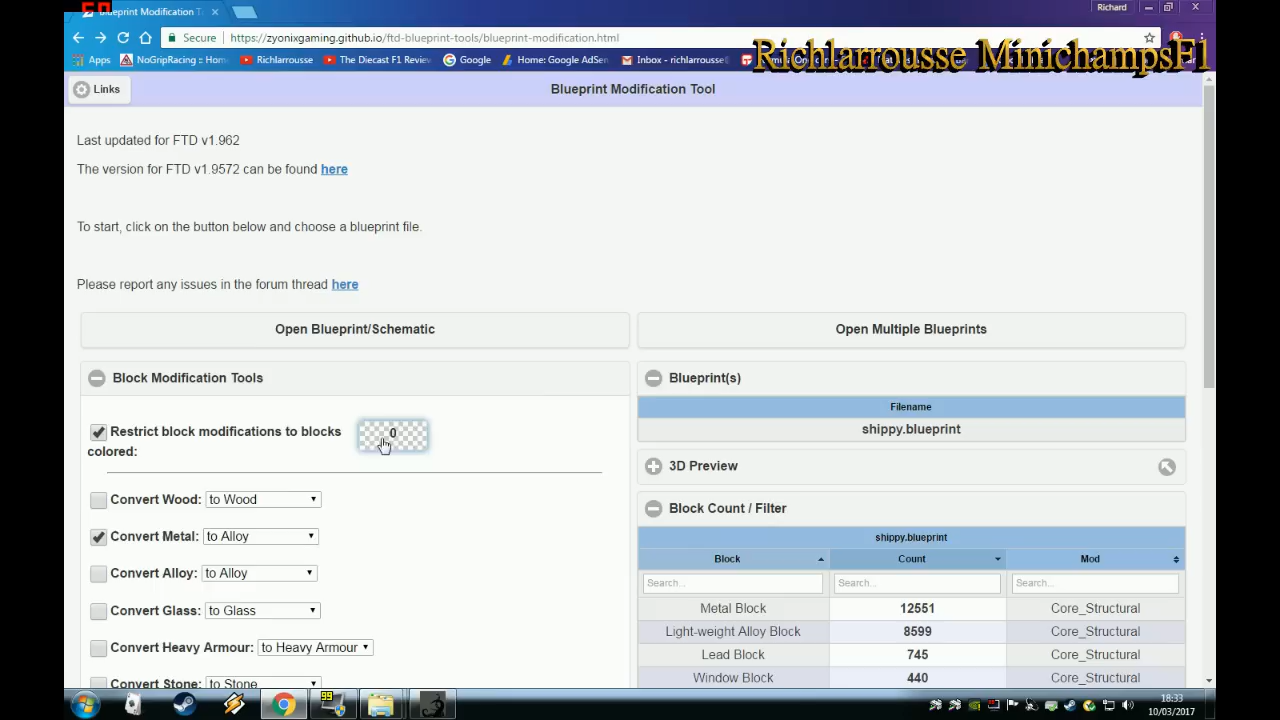 Blueprint Modification T
Richard
Secure
https://zyonixgaming.github.io/ftd-blueprint-tools/blueprint-modification.html
Apps
NoGripRacing :: Hom
Richlarrousse
The Diecast F1 Revie
Google
Home: Google AdSen
Inbox - richlarrousse
Richlarrousse MinichampsF1
Links
Blueprint Modification Tool
Last updated for FTD v1.962
The version for FTD v1.9572 can be found here
To start, click on the button below and choose a blueprint file.
Please report any issues in the forum thread here
Open Blueprint/Schematic
Open Multiple Blueprints
Block Modification Tools
Blueprint(s)
Filename
shippy.blueprint
Restrict block modifications to blocks colored:
0
3D Preview
Convert Wood: to Wood
Block Count / Filter
Convert Metal: to Alloy
shippy.blueprint
Block Count Mod
Convert Alloy: to Alloy
Search... Search... Search...
Convert Glass: to Glass
Metal Block 12551 Core_Structural
Light-weight Alloy Block 8599 Core_Structural
Convert Heavy Armour: to Heavy Armour
Lead Block 745 Core_Structural
Window Block 440 Core_Structural
Convert Stone: to Stone
99
18:33
10/03/2017